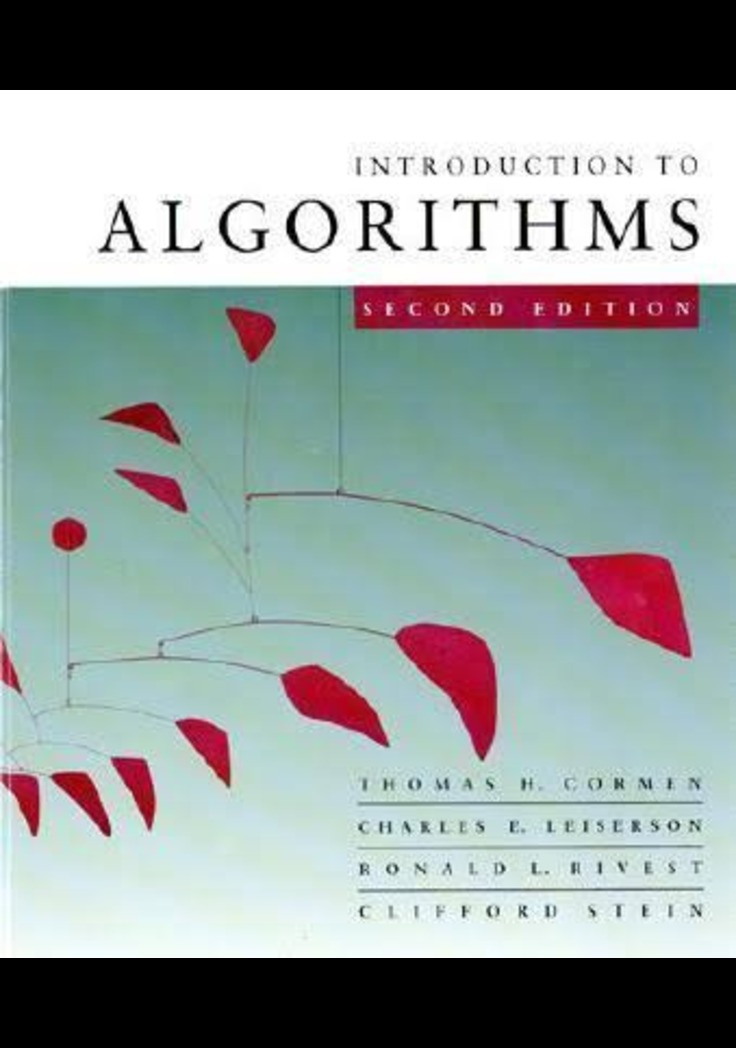 INTRODUCTION TO
ALGORITHMS
SECOND EDITION
THOMAS H. CORMEN
CHARLES E. LEISERSON
RONALD L. RIVEST
CLIFFORD STEIN